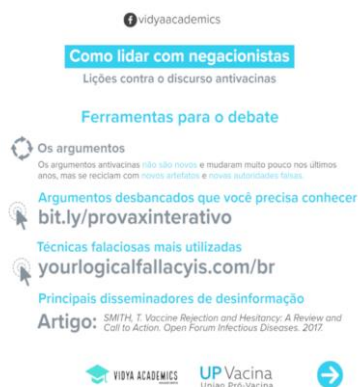 vidyaacademics
Como lidar com negacionistas
Lições contra o discurso antivacinas
Ferramentas para o debate
Os argumentos
Os argumentos antivacinas não são novos e mudaram muito pouco nos últimos
anos, mas se reciclam com novos artefatos e novas autoridades falsas.
Argumentos desbancados que você precisa conhecer
bit.ly/provaxinterativo
Técnicas falaciosas mais utilizadas
yourlogicalfallacyis.com/br
Principais disseminadores de desinformação
Artigo: SMITH, T. Vaccine Rejection and Hesitancy: A Review and
Call to Action. Open Forum Infectious Diseases. 2017.
VIDYA ACADEMICS
UPVacina
União Pró-Vacina